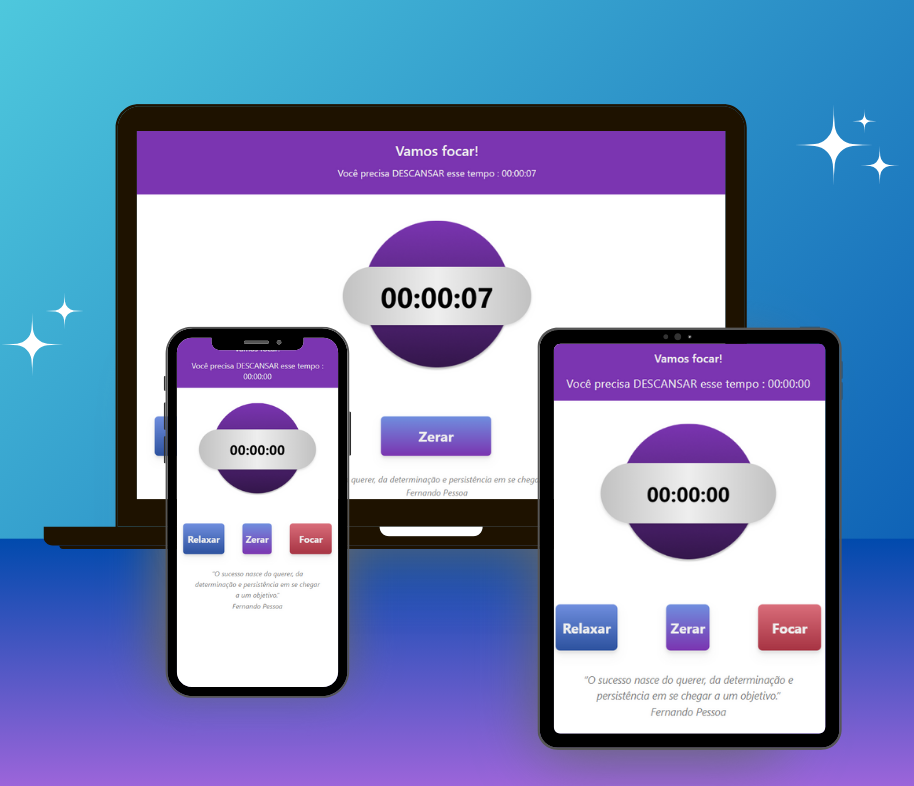 Vamos focar!
Você precisa DESCANSAR esse tempo : 00:00:07
00:00:07
Zerar
querer, da determinação e persistência em se
Fernando Pessoa
Você precisa DESCANSAR esse tempo :
00:00:00
00:00:00
Relaxar
Zerar
Focar
"O sucesso nasce do querer, da
determinação e persistência em se chegar
a um objetivo."
Fernando Pessoa
Vamos focar!
Você precisa DESCANSAR esse tempo : 00:00:00
00:00:00
Relaxar
Zerar
Focar
"O sucesso nasce do querer, da determinação e
persistência em se chegar a um objetivo."
Fernando Pessoa